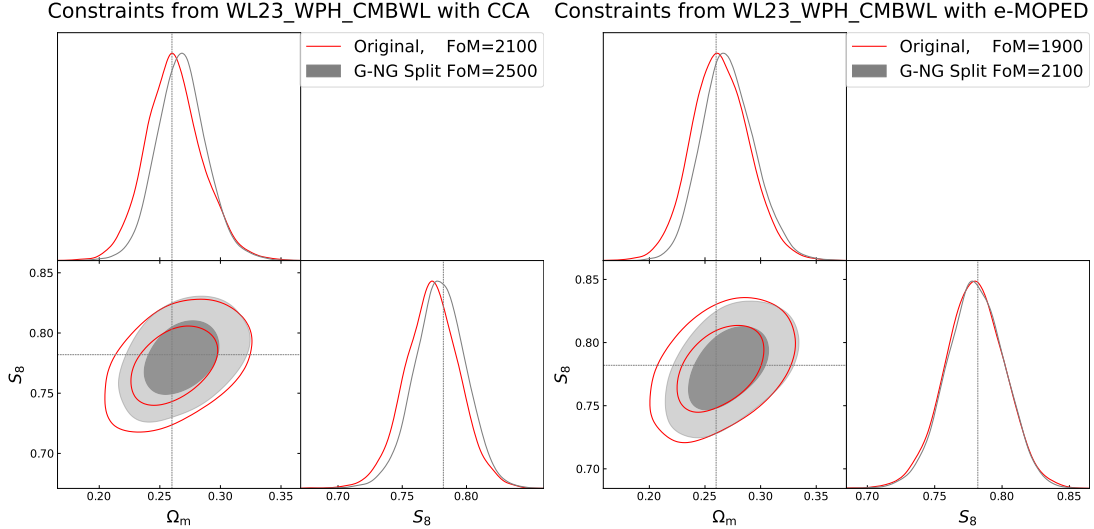 Constraints from WL23_WPH_CMBWL with CCA
Original, FoM=2100
G-NG Split FoM=2500
0.85
0.80
0.75
0.70
S₈
0.20 0.25 0.30 0.35
Ωₘ
0.70 0.75 0.80
S₈
Constraints from WL23_WPH_CMBWL with e-MOPED
Original, FoM=1900
G-NG Split FoM=2100
0.85
0.80
0.75
0.70
S₈
0.20 0.25 0.30 0.35
Ωₘ
0.70 0.75 0.80 0.85
S₈